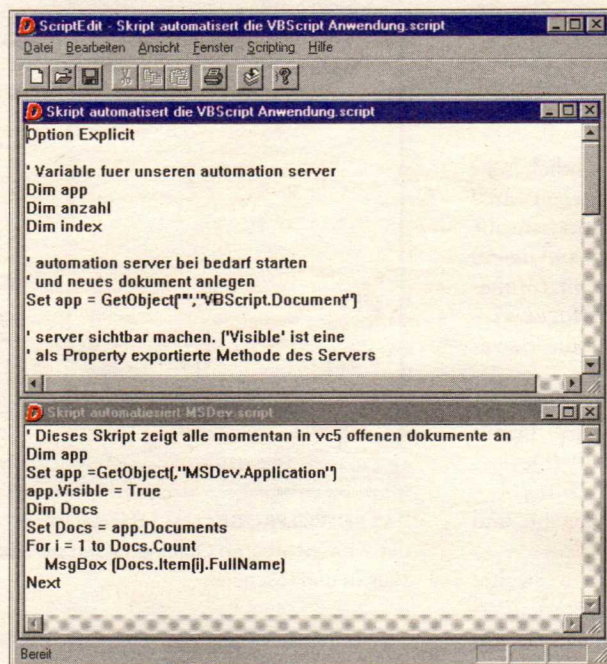 ScriptEdit - Skript automatisert die VBScript Anwendung.script
Datei Bearbeiten Ansicht Fenster Scripting Hilfe
Skript automatisert die VBScript Anwendung.script
Option Explicit
' Variable fuer unseren automation server
Dim app
Dim anzahl
Dim index
' automation server bei bedarf starten
' und neues dokument anlegen
Set app = GetObject("","VBScript.Document")
' server sichtbar machen. ('Visible' ist eine
' als Property exportierte Methode des Servers
Skript automatiesiert MSDev.script
' Dieses Skript zeigt alle momentan in vc5 offenen dokumente an
Dim app
Set app =GetObject(,"MSDev.Application")
app.Visible = True
Dim Docs
Set Docs = app.Documents
For i = 1 to Docs.Count
MsgBox (Docs.Item(i).FullName)
Next
Bereit